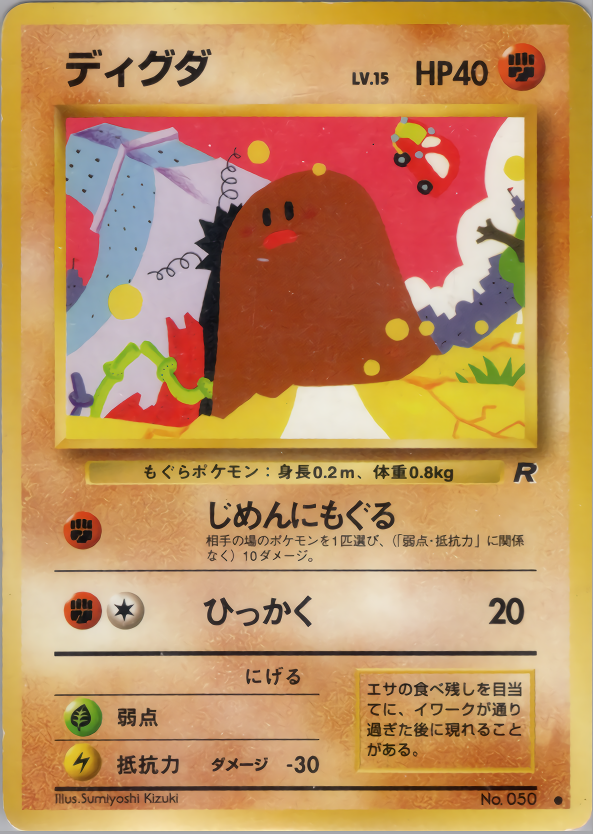 ディグダ
LV.15 HP40
もぐらポケモン：身長0.2m、体重0.8kg R
じめんにもぐる
相手の場のポケモンを1匹選び、（「弱点・抵抗力」に関係
なく）10ダメージ。
ひっかく 20
にげる
弱点
抵抗力 ダメージ -30
エサの食べ残しを目当
てに、イワークが通り
過ぎた後に現れること
がある。
Illus.Sumiyoshi Kizuki No. 050 ●